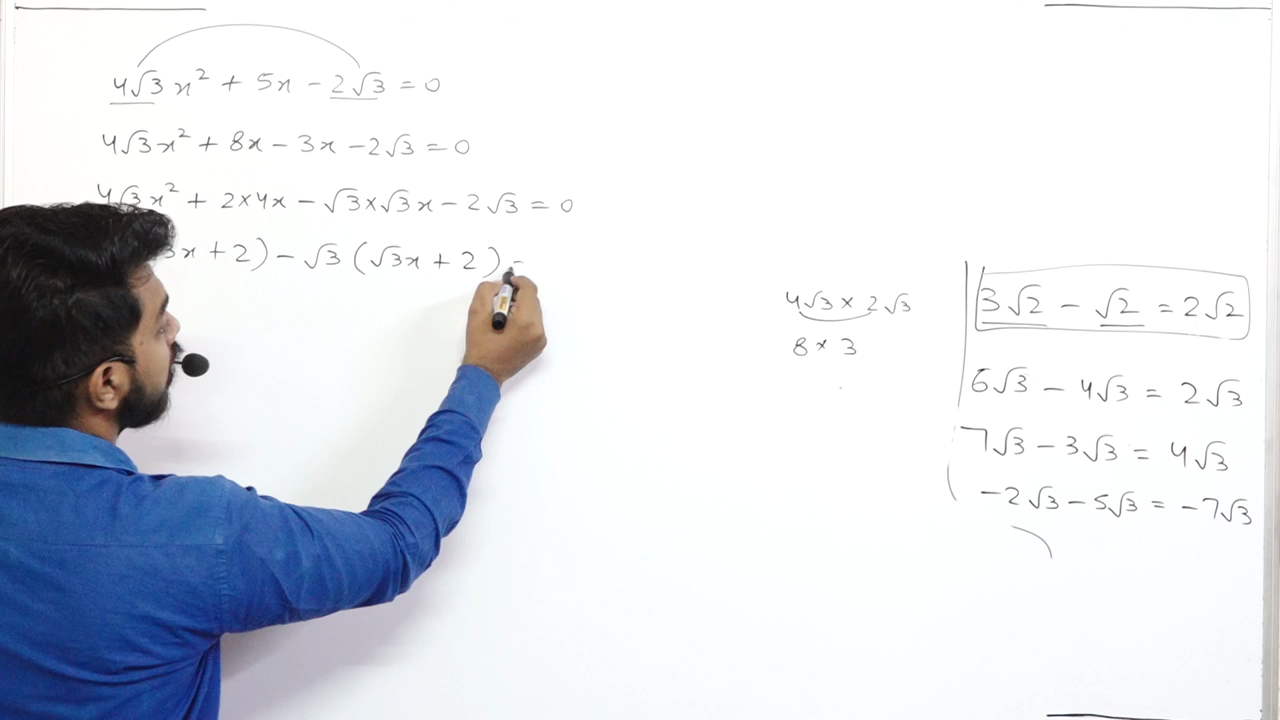 4√3x² + 5x - 2√3 = 0
4√3x² + 8x - 3x - 2√3 = 0
4√3x² + 2×4x - √3×√3x - 2√3 = 0
3x + 2) - √3 (√3x + 2) =
4√3 × 2√3
8 × 3
3√2 - √2 = 2√2
6√3 - 4√3 = 2√3
7√3 - 3√3 = 4√3
-2√3 - 5√3 = -7√3